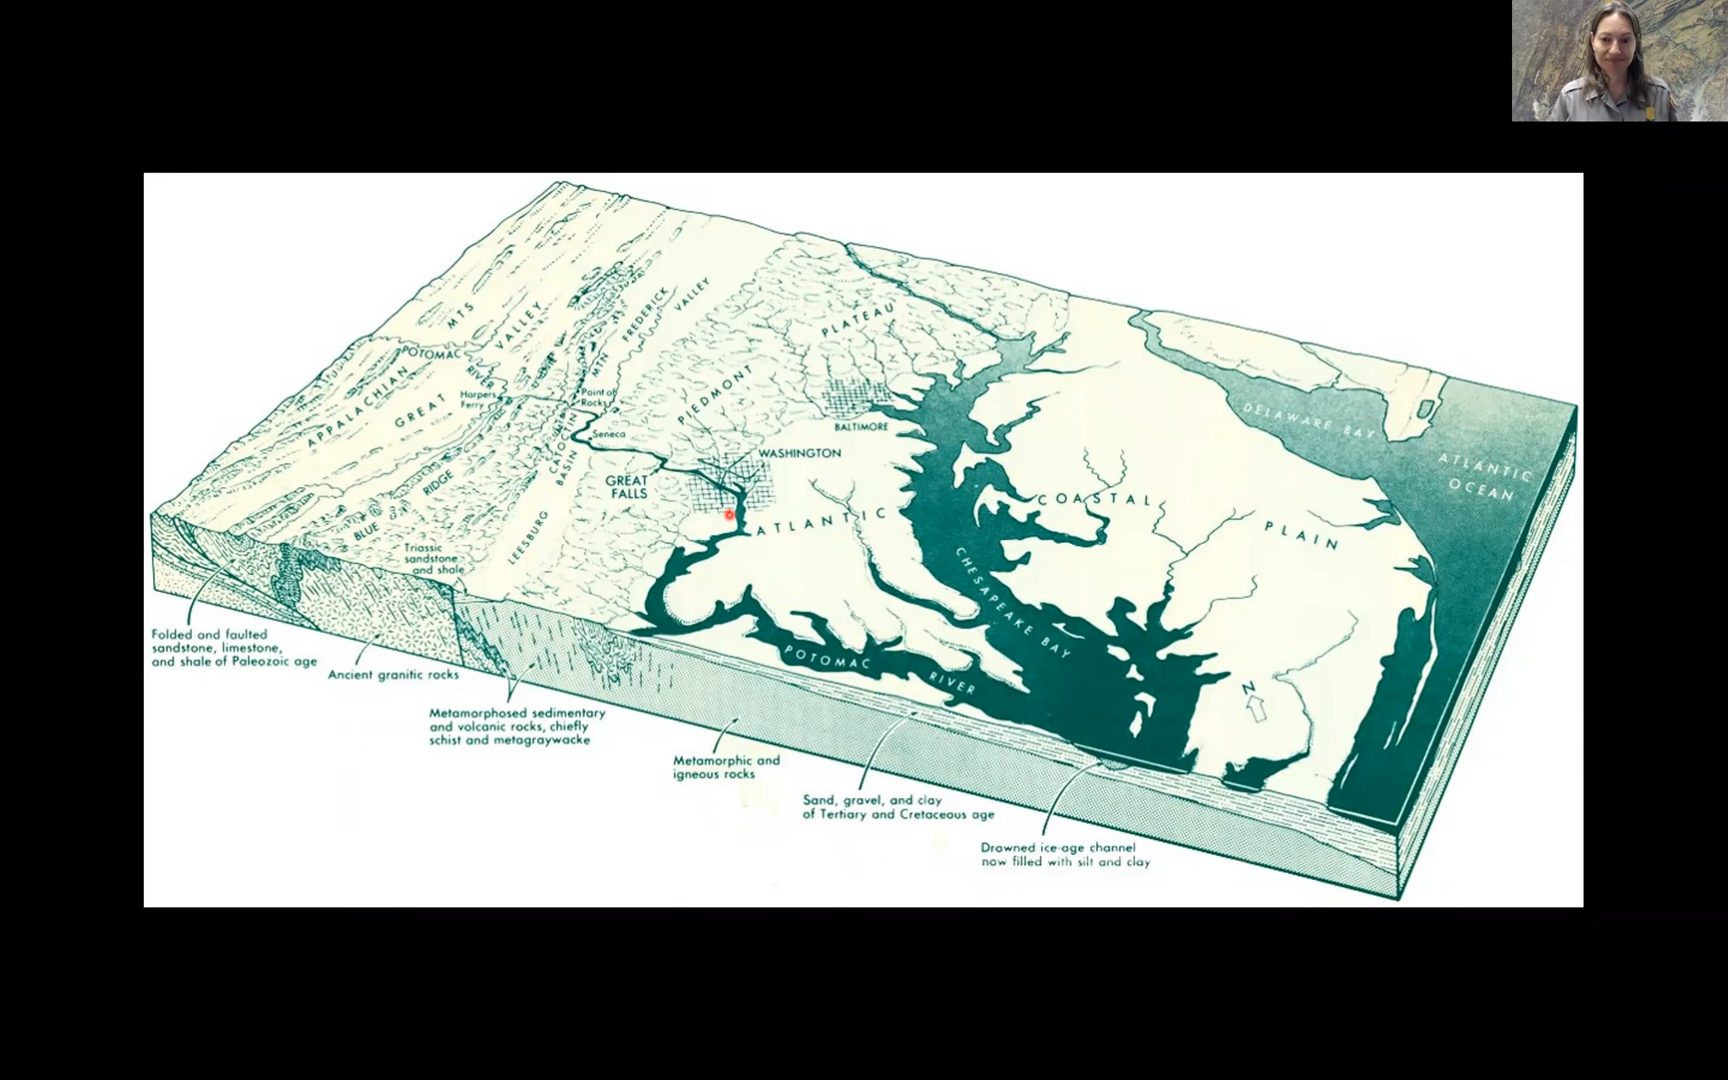 MTS
VALLEY
FREDERICK
VALLEY
PLATEAU
POTOMAC
RIVER
MTN
APPALACHIAN
GREAT
Harpers
Ferry
Point of
Rocks
PIEDMONT
CATOCTIN
Seneca
BALTIMORE
DELAWARE BAY
WASHINGTON
ATLANTIC
OCEAN
BASIN
GREAT
FALLS
RIDGE
BLUE
LEESBURG
ATLANTIC
COASTAL
PLAIN
Triassic
sandstone
and shale
CHESAPEAKE BAY
POTOMAC
RIVER
N
Folded and faulted
sandstone, limestone,
and shale of Paleozoic age
Ancient granitic rocks
Metamorphosed sedimentary
and volcanic rocks, chiefly
schist and metagraywacke
Metamorphic and
igneous rocks
Sand, gravel, and clay
of Tertiary and Cretaceous age
Drowned ice-age channel
now filled with silt and clay